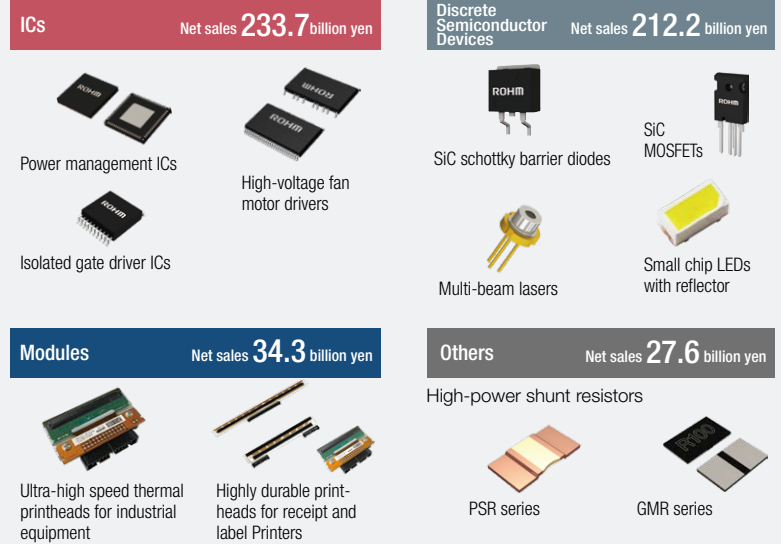 ICs
Net sales 233.7 billion yen
ROHM
ROHM
ROHM
Power management ICs
High-voltage fan
motor drivers
ROHM
Isolated gate driver ICs
Discrete
Semiconductor
Devices
Net sales 212.2 billion yen
ROHM
SiC schottky barrier diodes
ROHM
SiC
MOSFETs
Multi-beam lasers
Small chip LEDs
with reflector
Modules
Net sales 34.3 billion yen
Ultra-high speed thermal
printheads for industrial
equipment
Highly durable print-
heads for receipt and
label Printers
Others
Net sales 27.6 billion yen
High-power shunt resistors
PSR series
R100
GMR series